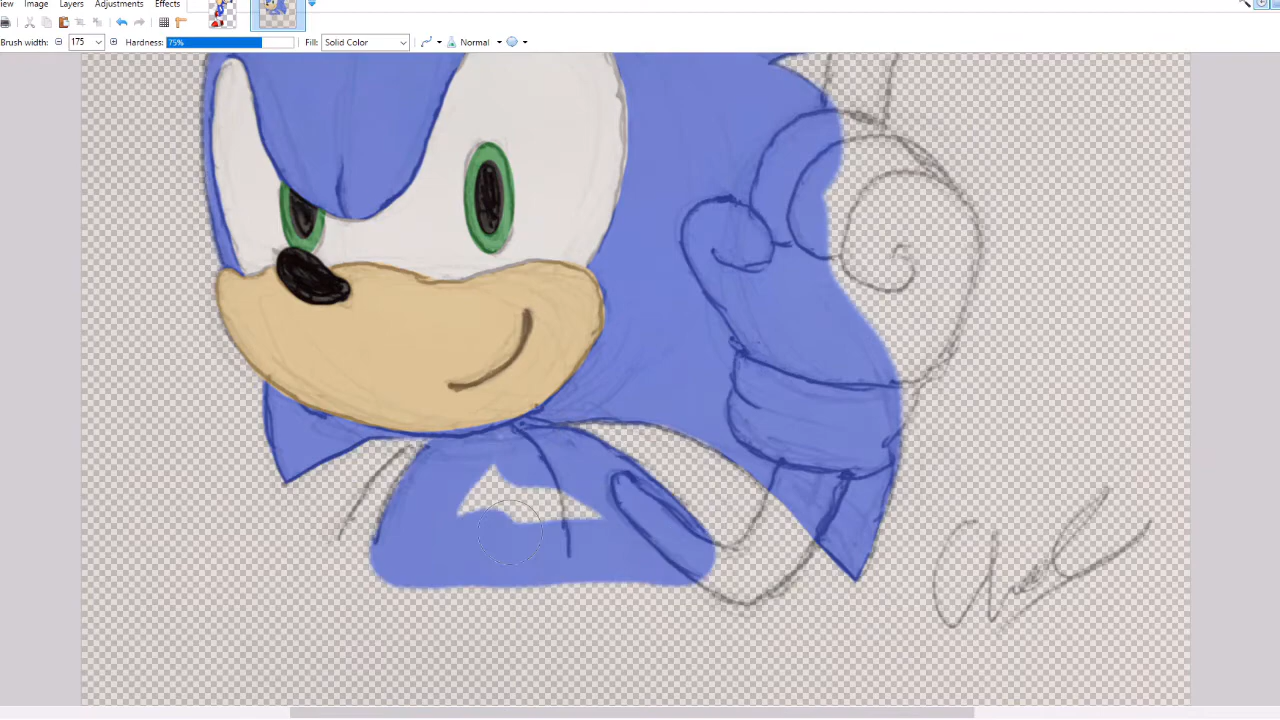 iew Image Layers Adjustments Effects
Brush width: 175 Hardness: 75% Fill: Solid Color Normal